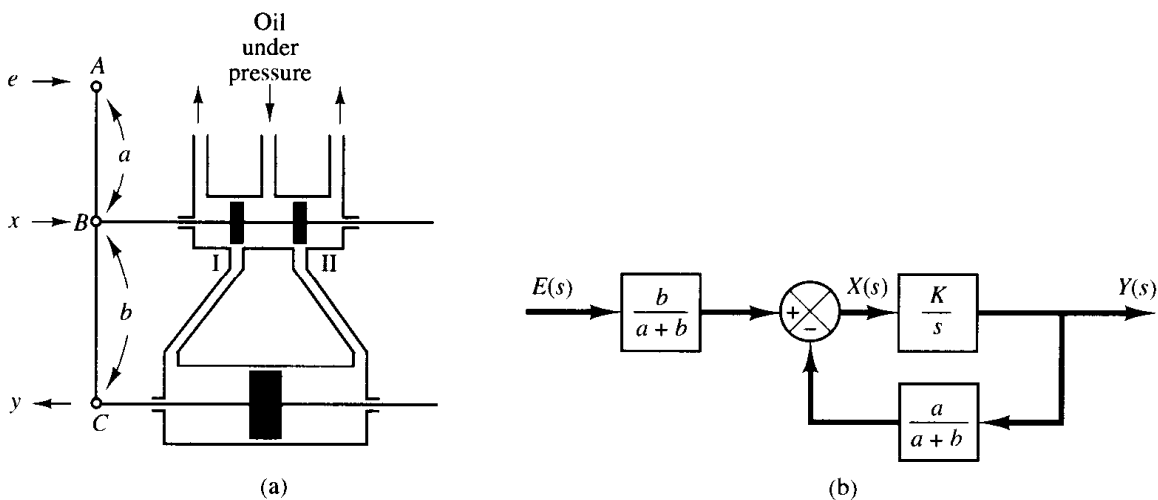 Oil
under
pressure
e
A
a
x
B
I
II
b
y
C
(a)
E(s)
b
a + b
+
−
X(s)
K
s
Y(s)
a
a + b
(b)